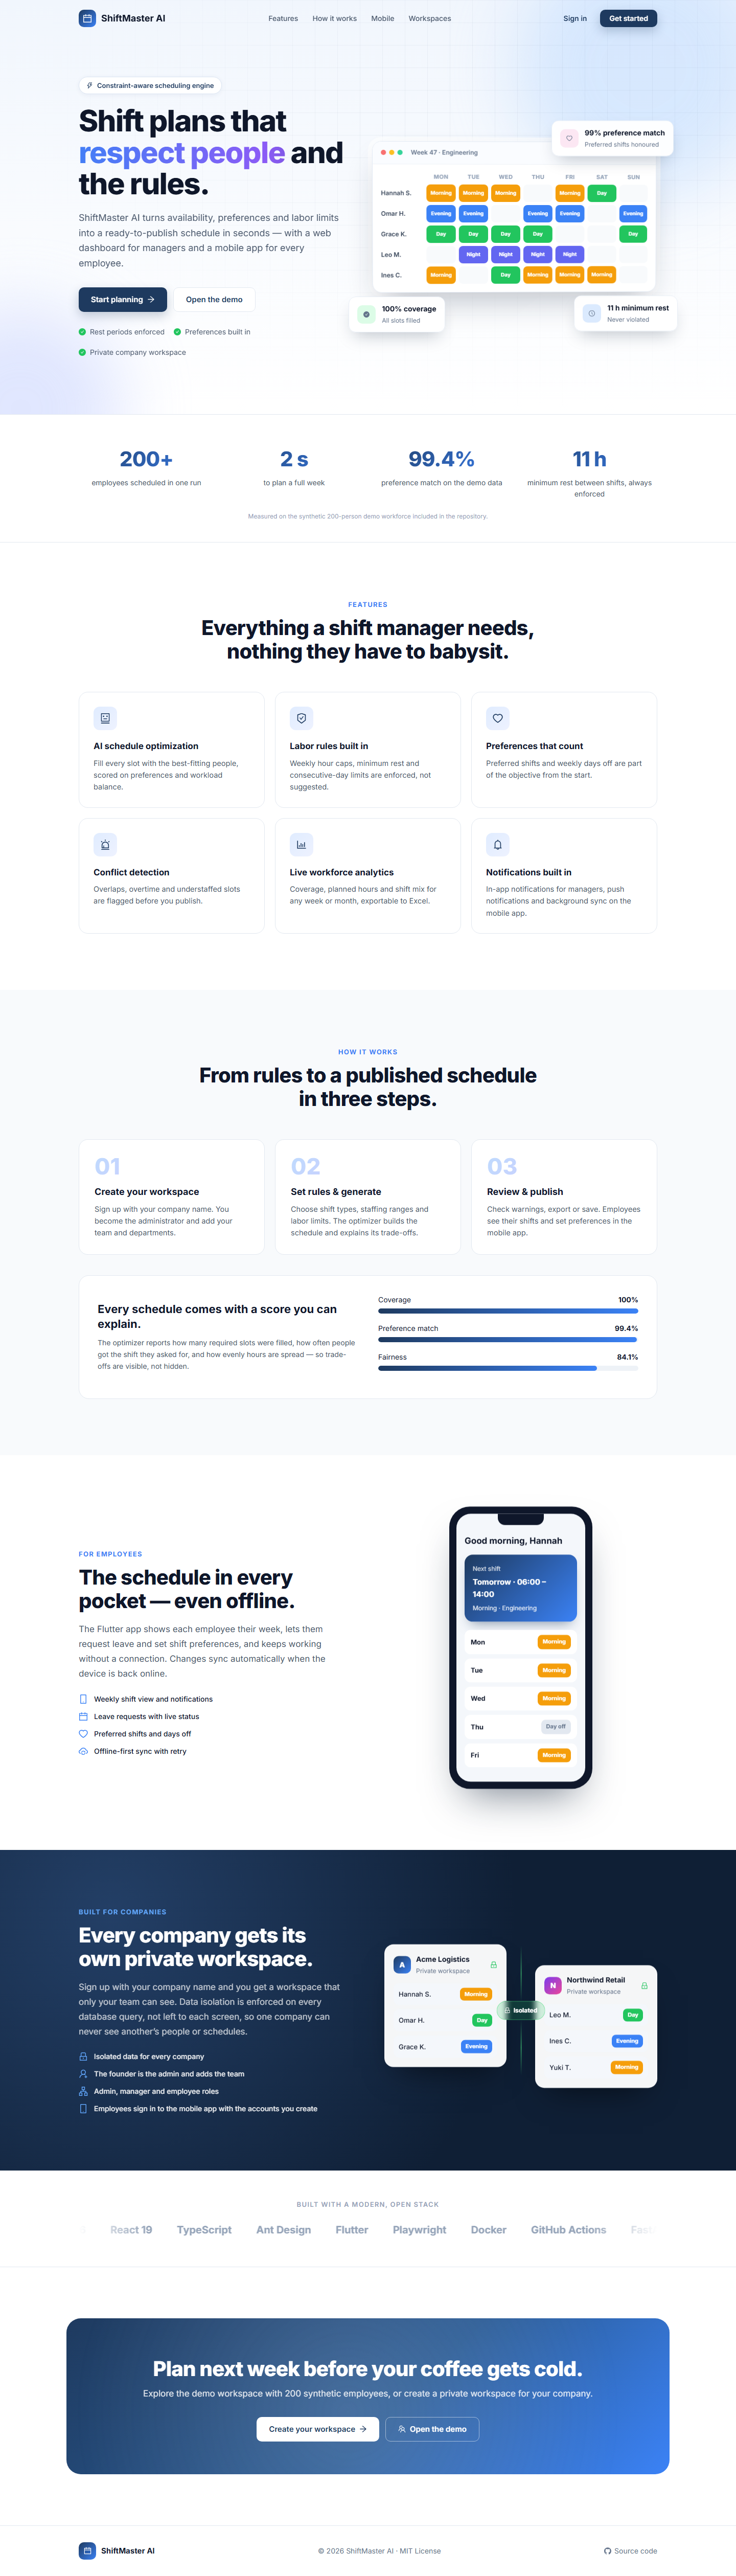 ShiftMaster AI
Features
How it works
Mobile
Workspaces
Sign in
Get started
Constraint-aware scheduling engine
Shift plans that
respect people and
the rules.
ShiftMaster AI turns availability, preferences and labor limits
into a ready-to-publish schedule in seconds — with a web
dashboard for managers and a mobile app for every
employee.
Start planning
Open the demo
Rest periods enforced
Preferences built in
Private company workspace
99% preference match
Preferred shifts honoured
Week 47 · Engineering
MON TUE WED THU FRI SAT SUN
Hannah S. Morning Morning Morning Morning Day
Omar H. Evening Evening Evening Evening Evening
Grace K. Day Day Day Day Day
Leo M. Night Night Night Night
Ines C. Morning Day Morning Morning Morning
100% coverage
All slots filled
11 h minimum rest
Never violated
200+
employees scheduled in one run
2 s
to plan a full week
99.4%
preference match on the demo data
11 h
minimum rest between shifts, always
enforced
Measured on the synthetic 200-person demo workforce included in the repository.
FEATURES
Everything a shift manager needs,
nothing they have to babysit.
AI schedule optimization
Fill every slot with the best-fitting people,
scored on preferences and workload
balance.
Labor rules built in
Weekly hour caps, minimum rest and
consecutive-day limits are enforced, not
suggested.
Preferences that count
Preferred shifts and weekly days off are part
of the objective from the start.
Conflict detection
Overlaps, overtime and understaffed slots
are flagged before you publish.
Live workforce analytics
Coverage, planned hours and shift mix for
any week or month, exportable to Excel.
Notifications built in
In-app notifications for managers, push
notifications and background sync on the
mobile app.
HOW IT WORKS
From rules to a published schedule
in three steps.
01
Create your workspace
Sign up with your company name. You
become the administrator and add your
team and departments.
02
Set rules & generate
Choose shift types, staffing ranges and
labor limits. The optimizer builds the
schedule and explains its trade-offs.
03
Review & publish
Check warnings, export or save. Employees
see their shifts and set preferences in the
mobile app.
Every schedule comes with a score you can
explain.
The optimizer reports how many required slots were filled, how often people
got the shift they asked for, and how evenly hours are spread — so trade-
offs are visible, not hidden.
Coverage 100%
Preference match 99.4%
Fairness 84.1%
FOR EMPLOYEES
The schedule in every
pocket — even offline.
The Flutter app shows each employee their week, lets them
request leave and set shift preferences, and keeps working
without a connection. Changes sync automatically when the
device is back online.
Weekly shift view and notifications
Leave requests with live status
Preferred shifts and days off
Offline-first sync with retry
Good morning, Hannah
Next shift
Tomorrow · 06:00 –
14:00
Morning · Engineering
Mon Morning
Tue Morning
Wed Morning
Thu Day off
Fri Morning
BUILT FOR COMPANIES
Every company gets its
own private workspace.
Sign up with your company name and you get a workspace that
only your team can see. Data isolation is enforced on every
database query, not left to each screen, so one company can
never see another's people or schedules.
Isolated data for every company
The founder is the admin and adds the team
Admin, manager and employee roles
Employees sign in to the mobile app with the accounts you create
A
Acme Logistics
Private workspace
Hannah S. Morning
Omar H. Day
Grace K. Evening
Isolated
N
Northwind Retail
Private workspace
Leo M. Day
Ines C. Evening
Yuki T. Morning
BUILT WITH A MODERN, OPEN STACK
React 19
TypeScript
Ant Design
Flutter
Playwright
Docker
GitHub Actions
Plan next week before your coffee gets cold.
Explore the demo workspace with 200 synthetic employees, or create a private workspace for your company.
Create your workspace
Open the demo
ShiftMaster AI
© 2026 ShiftMaster AI · MIT License
Source code